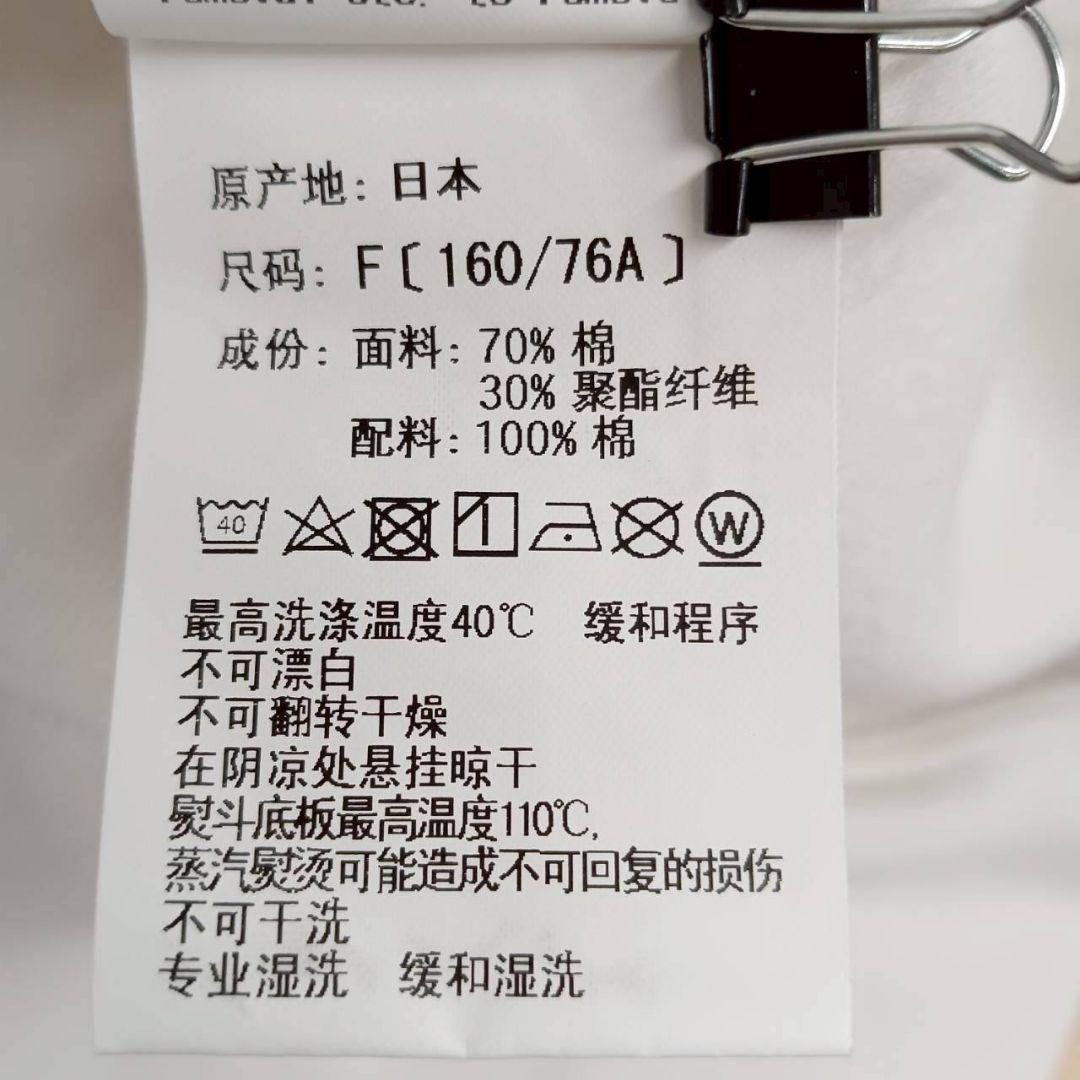 原产地: 日本
尺码: F〔160/76A〕
成份: 面料: 70% 棉
30% 聚酯纤维
配料: 100% 棉
40 W
最高洗涤温度40℃ 缓和程序
不可漂白
不可翻转干燥
在阴凉处悬挂晾干
熨斗底板最高温度110℃,
蒸汽熨烫可能造成不可回复的损伤
不可干洗
专业湿洗 缓和湿洗